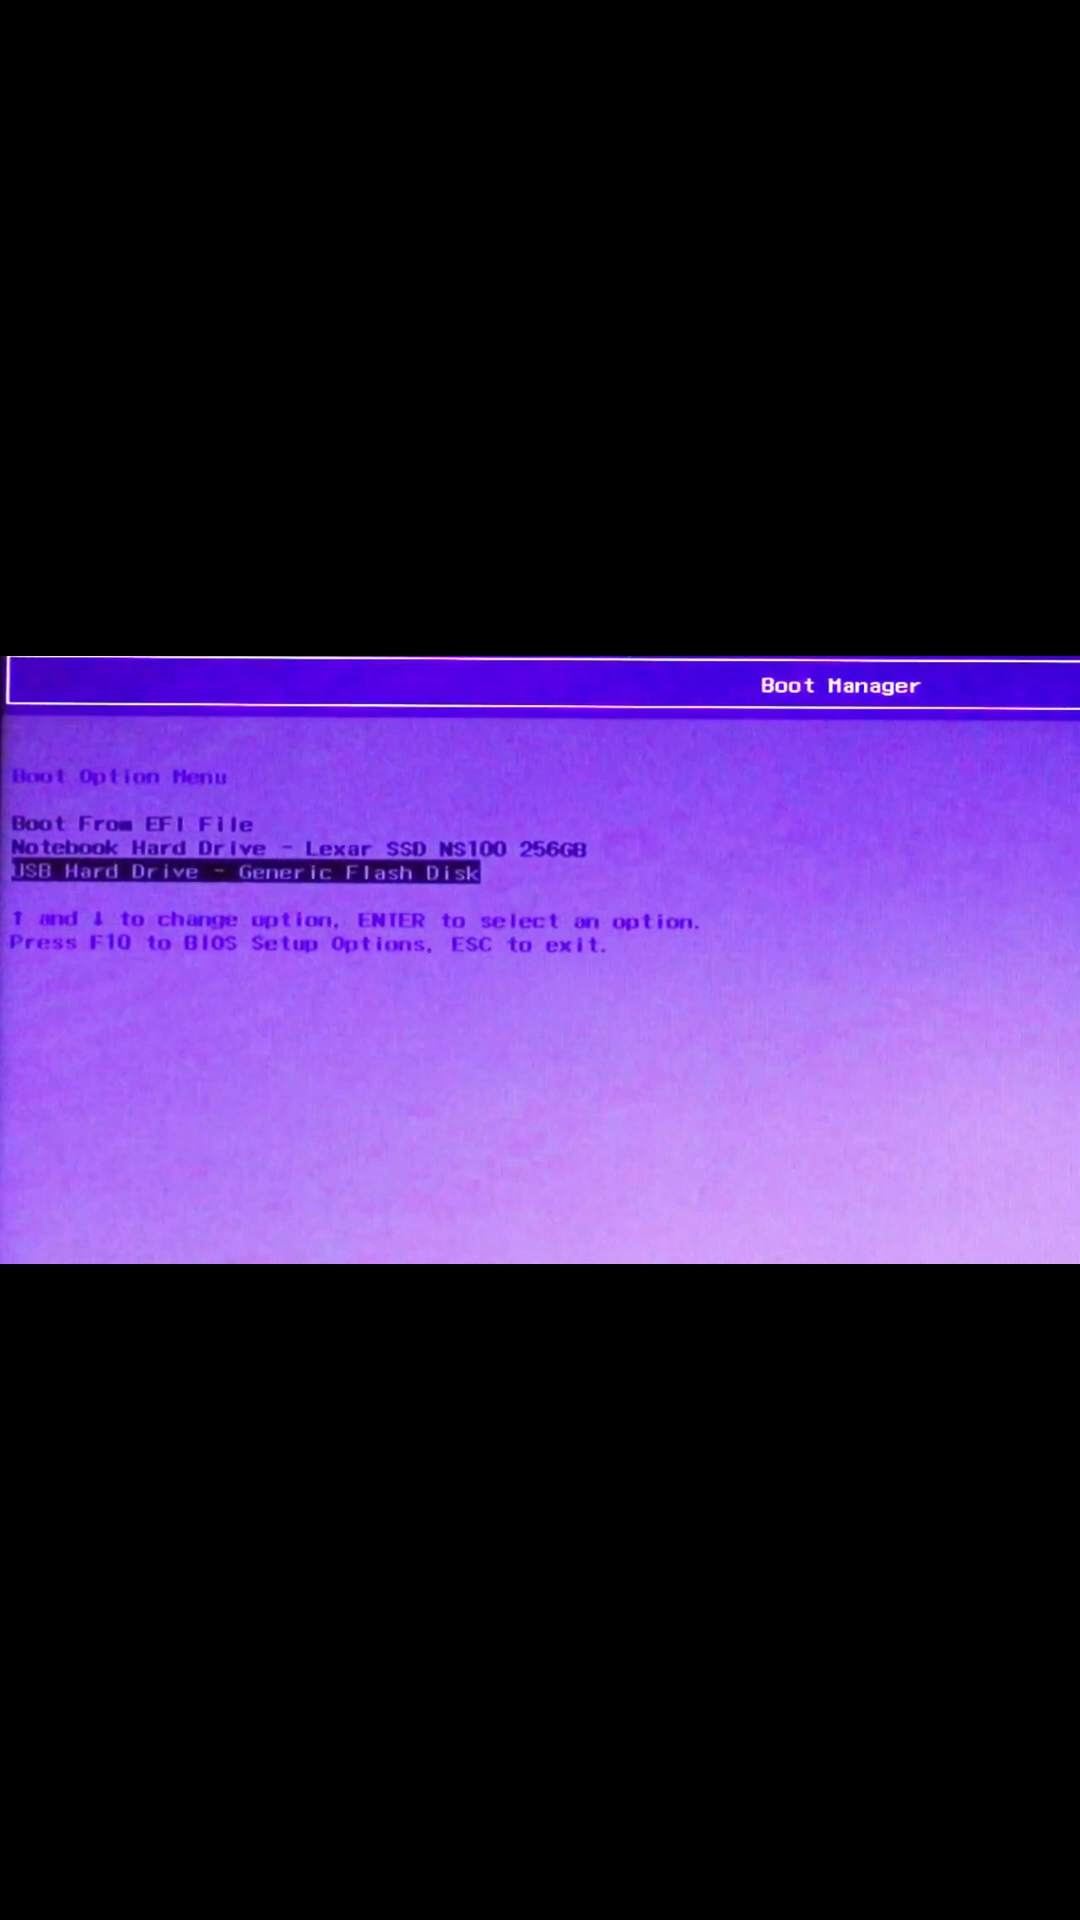 Boot Manager
Boot Option Menu
Boot From EFI File
Notebook Hard Drive - Lexar SSD NS100 256GB
USB Hard Drive - Generic Flash Disk
↑ and ↓ to change option, ENTER to select an option.
Press F10 to BIOS Setup Options, ESC to exit.